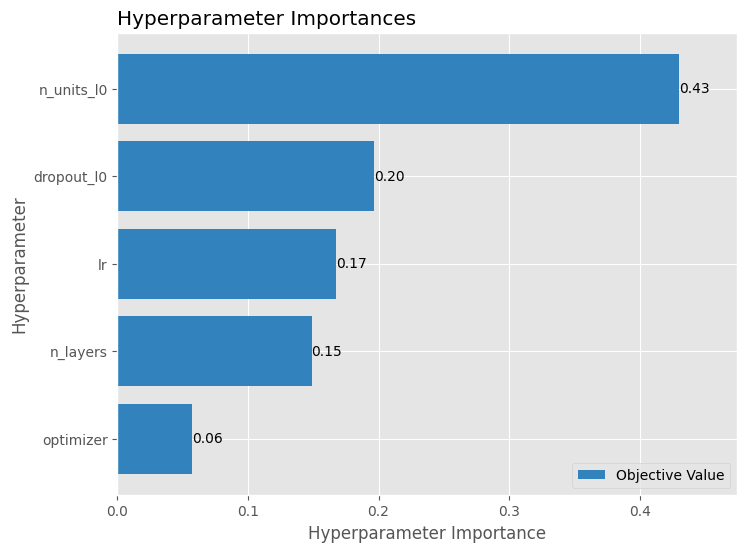 Hyperparameter Importances
Hyperparameter
n_units_l0
0.43
dropout_l0
0.20
lr
0.17
n_layers
0.15
optimizer
0.06
Objective Value
0.0
0.1
0.2
0.3
0.4
Hyperparameter Importance